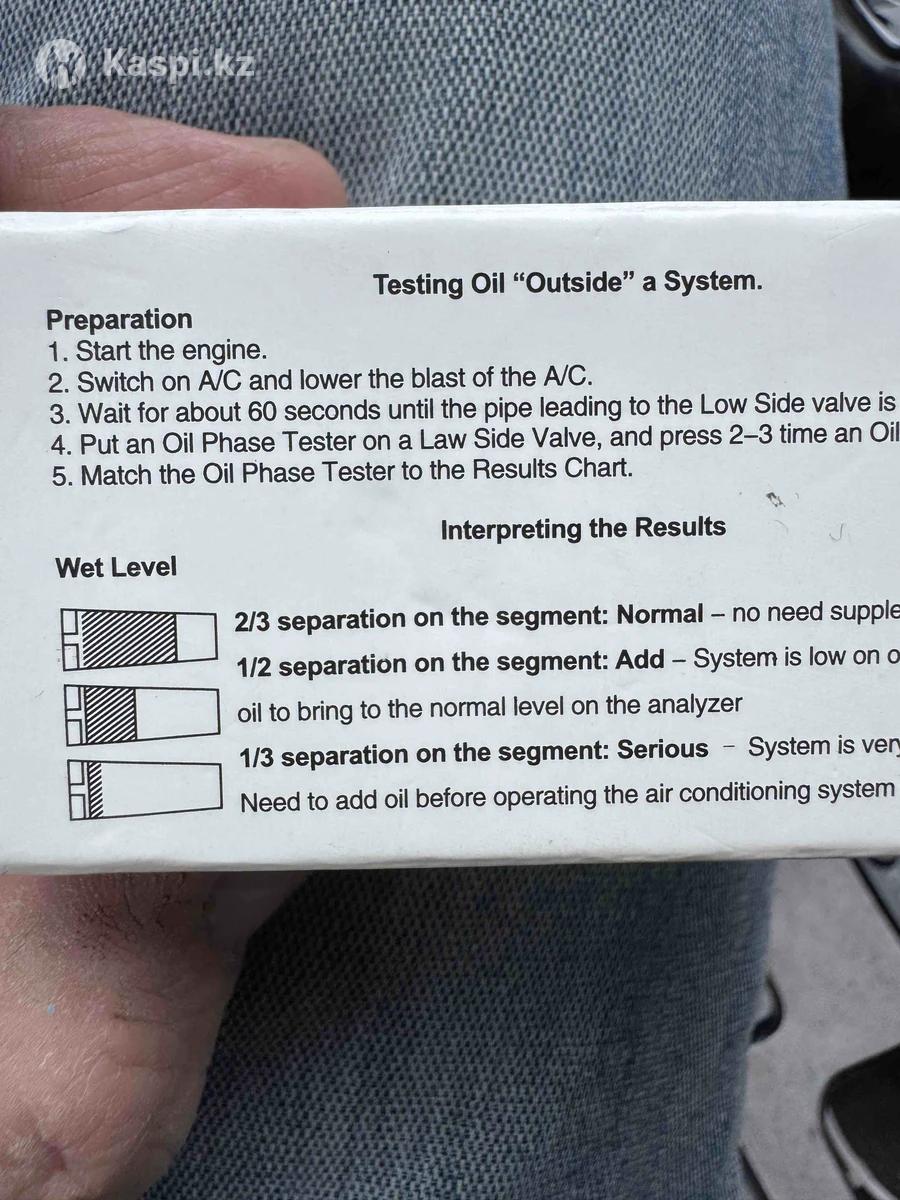 Kaspi.kz
Testing Oil “Outside” a System.
Preparation
1. Start the engine.
2. Switch on A/C and lower the blast of the A/C.
3. Wait for about 60 seconds until the pipe leading to the Low Side valve is
4. Put an Oil Phase Tester on a Law Side Valve, and press 2–3 time an Oil
5. Match the Oil Phase Tester to the Results Chart.
Interpreting the Results
Wet Level
2/3 separation on the segment: Normal – no need supple
1/2 separation on the segment: Add – System is low on o
oil to bring to the normal level on the analyzer
1/3 separation on the segment: Serious – System is very
Need to add oil before operating the air conditioning system